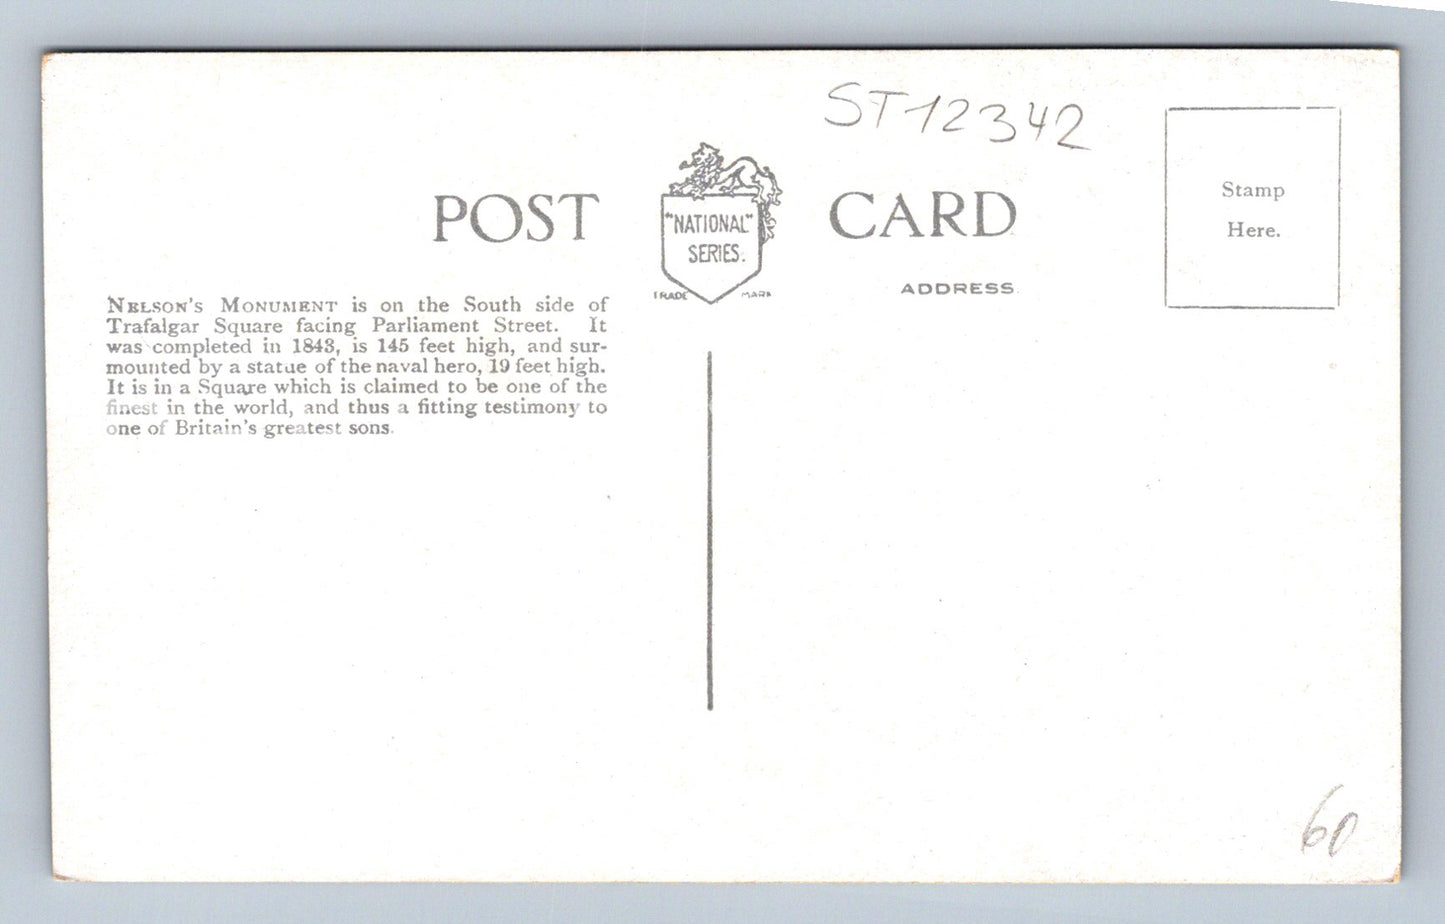 ST12342
POST CARD
"NATIONAL"
SERIES.
TRADE MARK
ADDRESS
Stamp
Here.
NELSON'S MONUMENT is on the South side of
Trafalgar Square facing Parliament Street. It
was completed in 1843, is 145 feet high, and sur-
mounted by a statue of the naval hero, 19 feet high.
It is in a Square which is claimed to be one of the
finest in the world, and thus a fitting testimony to
one of Britain's greatest sons.
60